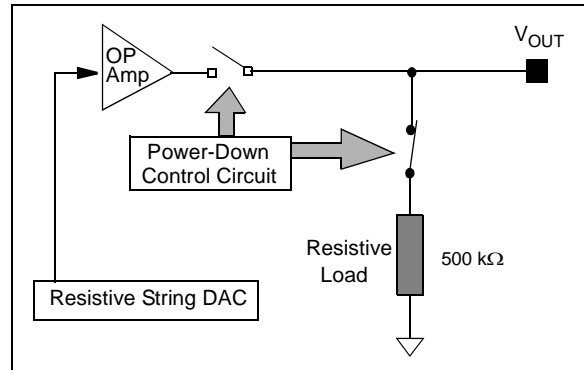 OP
Amp
VOUT
Power-Down
Control Circuit
Resistive
Load
500 kΩ
Resistive String DAC